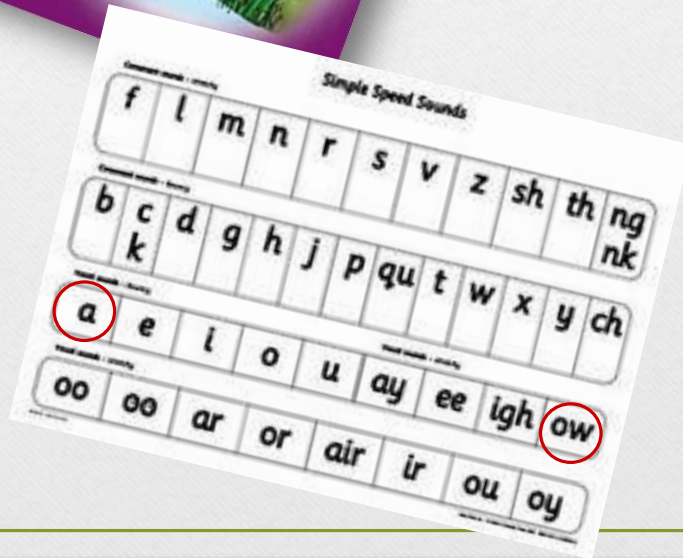 Simple Speed Sounds
f l m n r s v z sh th ng
nk
b c d g h j p qu t w x y ch
k
a e i o u ay ee igh ow
oo oo ar or air ir ou oy